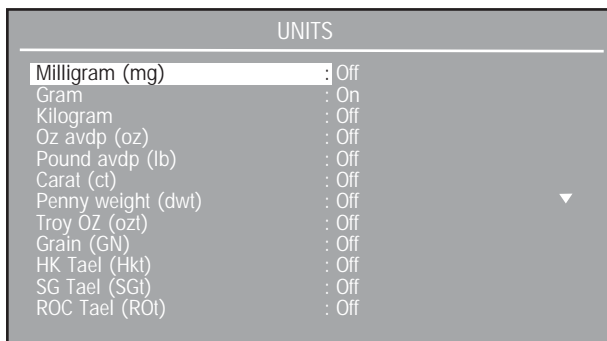 UNITS
Milligram (mg) : Off
Gram : On
Kilogram : Off
Oz avdp (oz) : Off
Pound avdp (lb) : Off
Carat (ct) : Off
Penny weight (dwt) : Off
Troy OZ (ozt) : Off
Grain (GN) : Off
HK Tael (Hkt) : Off
SG Tael (SGt) : Off
ROC Tael (ROt) : Off